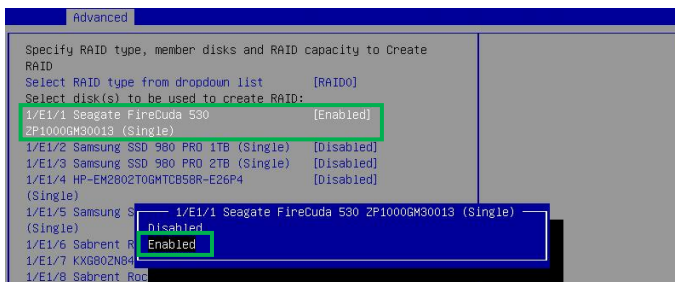 Advanced
Specify RAID type, member disks and RAID capacity to Create
RAID
Select RAID type from dropdown list [RAID0]
Select disk(s) to be used to create RAID:
1/E1/1 Seagate FireCuda 530 [Enabled]
ZP1000GM30013 (Single)
1/E1/2 Samsung SSD 980 PRO 1TB (Single) [Disabled]
1/E1/3 Samsung SSD 980 PRO 2TB (Single) [Disabled]
1/E1/4 HP-EM2802T0GMTCB58R-E26P4 [Disabled]
(Single)
1/E1/5 Samsung S
1/E1/1 Seagate FireCuda 530 ZP1000GM30013 (Single)
(Single)
Disabled
1/E1/6 Sabrent R
Enabled
1/E1/7 KXG80ZN84
1/E1/8 Sabrent Roc